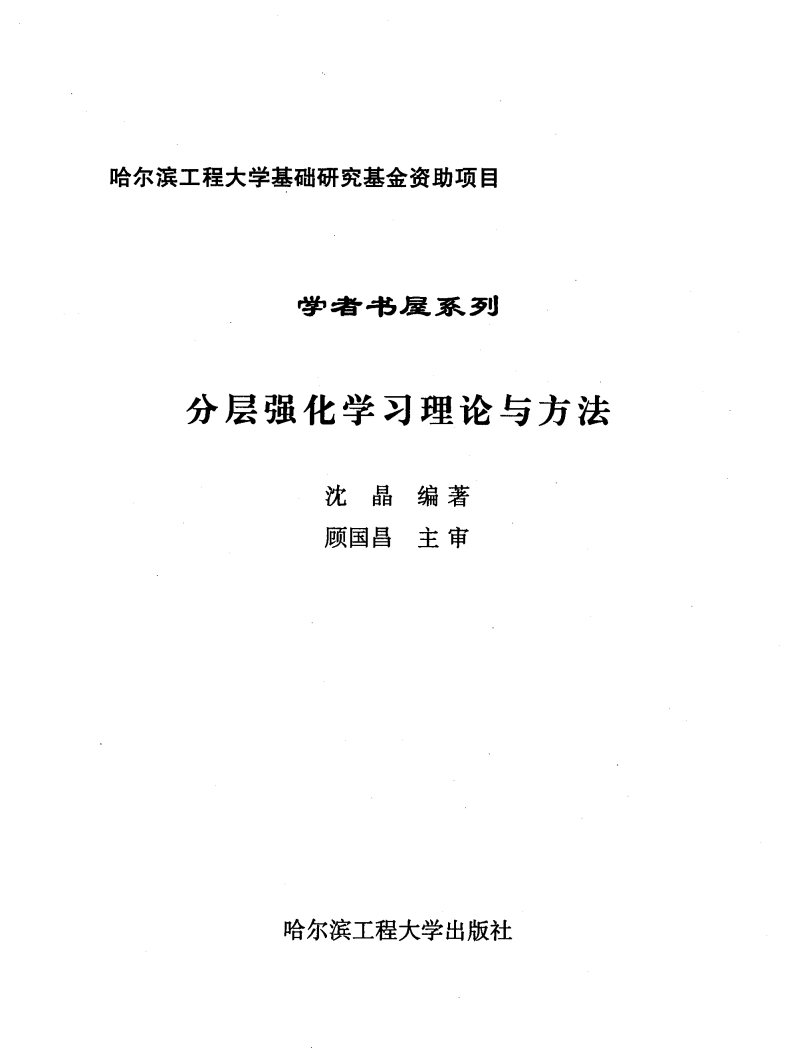 哈尔滨工程大学基础研究基金资助项目
学者书屋系列
分层强化学习理论与方法
沈 晶 编著
顾国昌 主审
哈尔滨工程大学出版社